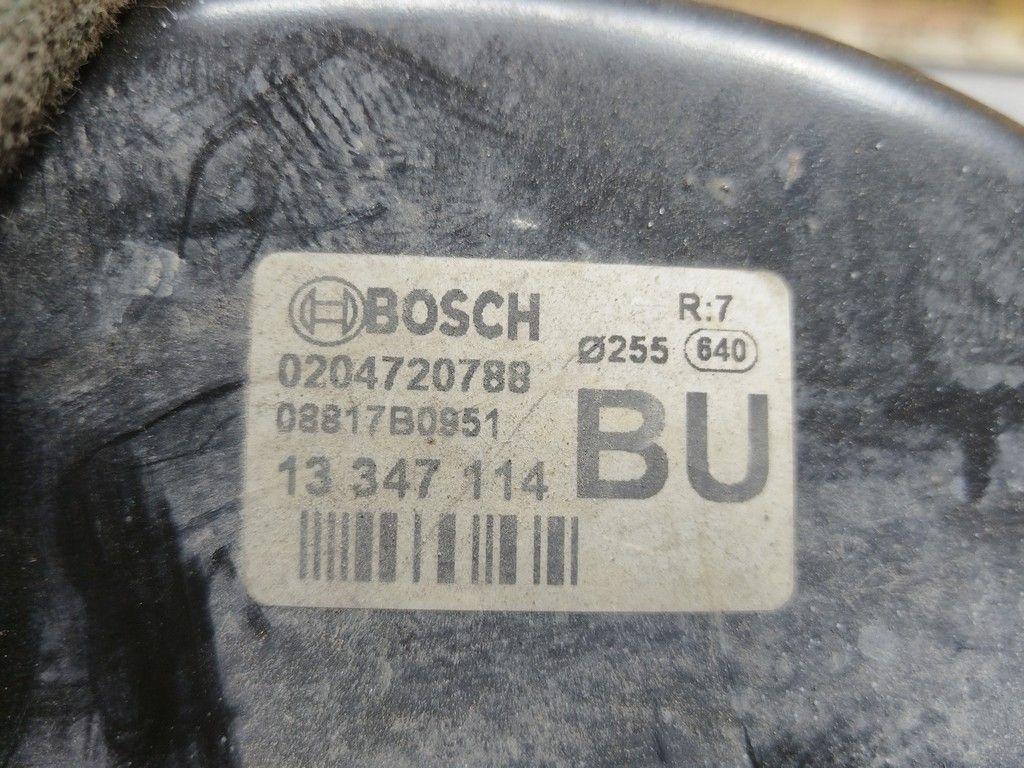 BOSCH
R:7
0204720788
Ø255 640
08817B0951
BU
13 347 114